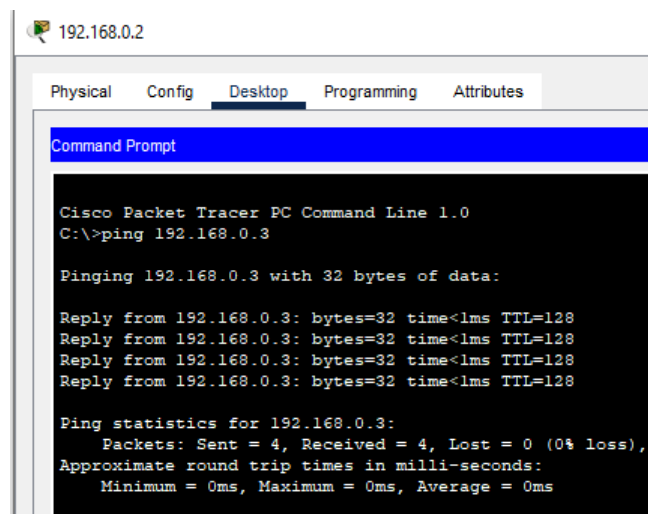 192.168.0.2
Physical Config Desktop Programming Attributes
Command Prompt
Cisco Packet Tracer PC Command Line 1.0
C:\>ping 192.168.0.3
Pinging 192.168.0.3 with 32 bytes of data:
Reply from 192.168.0.3: bytes=32 time<1ms TTL=128
Reply from 192.168.0.3: bytes=32 time<1ms TTL=128
Reply from 192.168.0.3: bytes=32 time<1ms TTL=128
Reply from 192.168.0.3: bytes=32 time<1ms TTL=128
Ping statistics for 192.168.0.3:
Packets: Sent = 4, Received = 4, Lost = 0 (0% loss),
Approximate round trip times in milli-seconds:
Minimum = 0ms, Maximum = 0ms, Average = 0ms